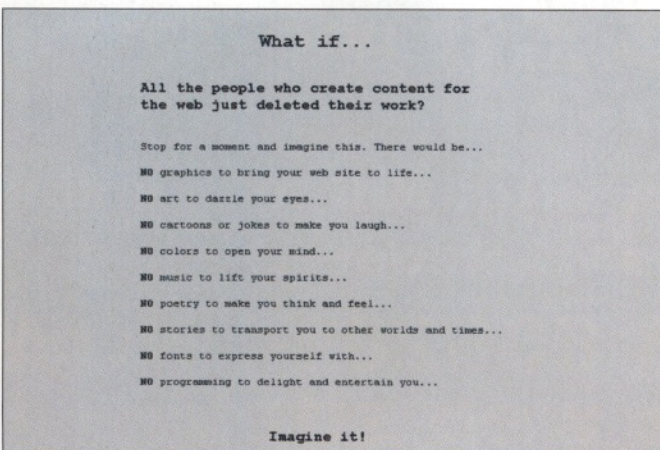 What if...
All the people who create content for
the web just deleted their work?
Stop for a moment and imagine this. There would be...
NO graphics to bring your web site to life...
NO art to dazzle your eyes...
NO cartoons or jokes to make you laugh...
NO colors to open your mind...
NO music to lift your spirits...
NO poetry to make you think and feel...
NO stories to transport you to other worlds and times...
NO fonts to express yourself with...
NO programming to delight and entertain you...
Imagine it!